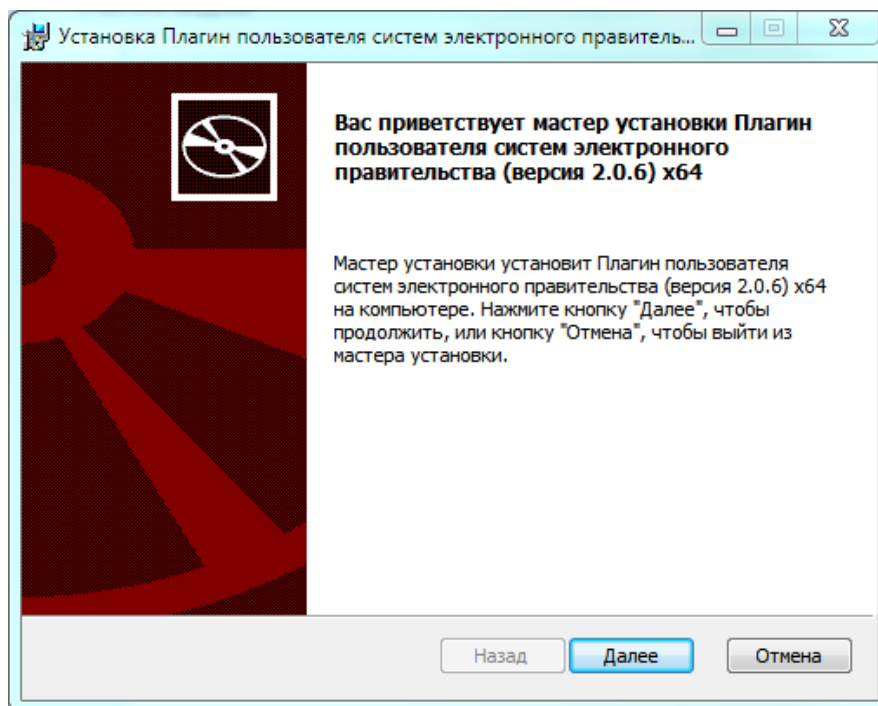 Установка Плагин пользователя систем электронного правитель...
Вас приветствует мастер установки Плагин
пользователя систем электронного
правительства (версия 2.0.6) x64
Мастер установки установит Плагин пользователя
систем электронного правительства (версия 2.0.6) x64
на компьютере. Нажмите кнопку "Далее", чтобы
продолжить, или кнопку "Отмена", чтобы выйти из
мастера установки.
Назад
Далее
Отмена